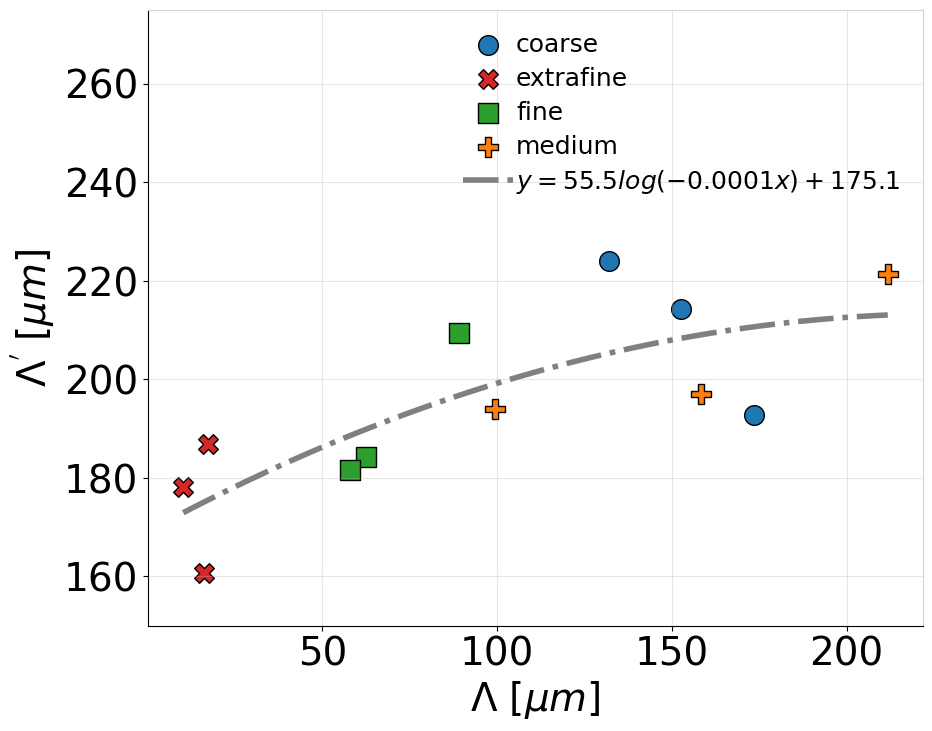 coarse
extrafine
fine
medium
y = 55.5log(−0.0001x) + 175.1
260
240
220
200
180
160
50 100 150 200
Λ [μm]
Λ′ [μm]